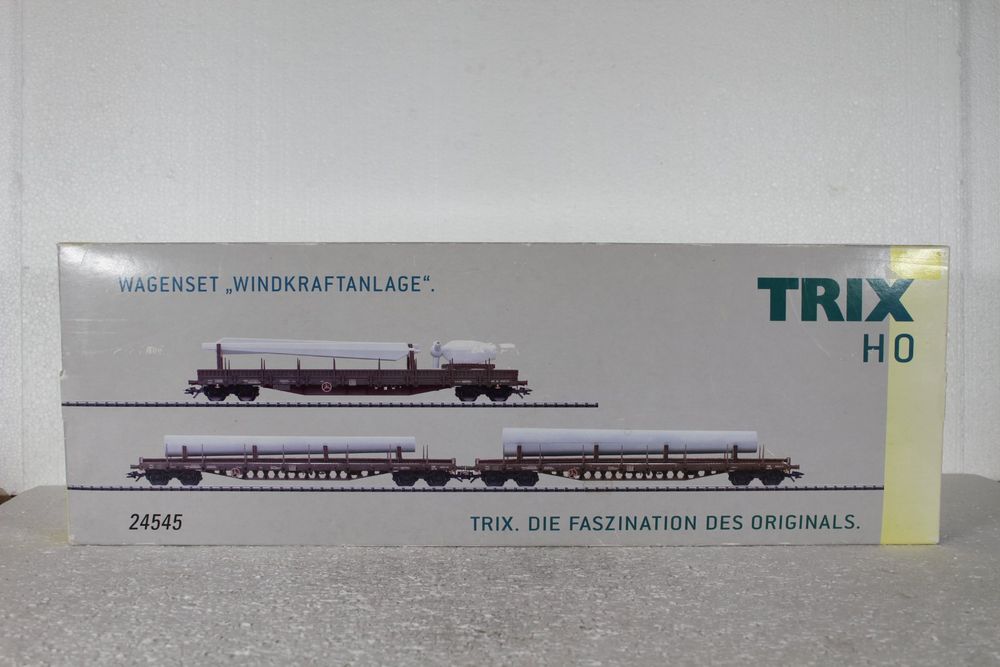 WAGENSET „WINDKRAFTANLAGE“.
TRIX
H0
24545
TRIX. DIE FASZINATION DES ORIGINALS.